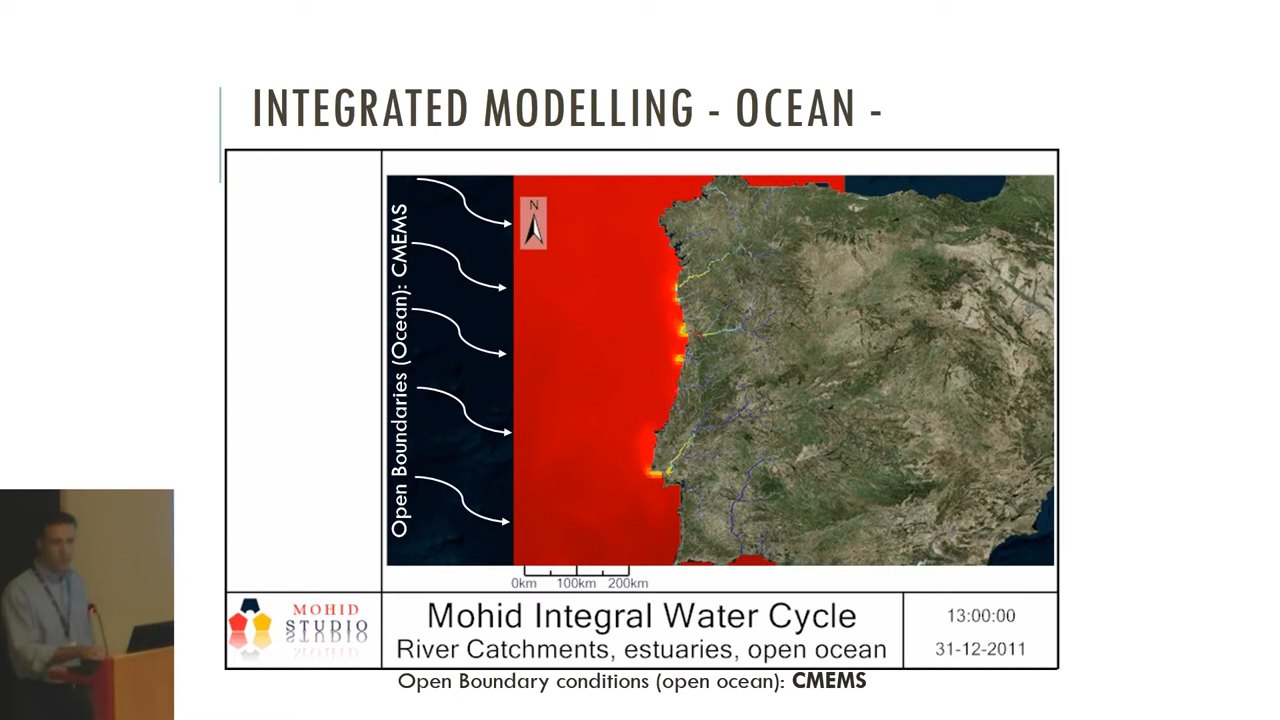 INTEGRATED MODELLING - OCEAN -
Open Boundaries (Ocean): CMEMS
N
0km 100km 200km
MOHID
STUDIO
Mohid Integral Water Cycle
River Catchments, estuaries, open ocean
13:00:00
31-12-2011
Open Boundary conditions (open ocean): CMEMS